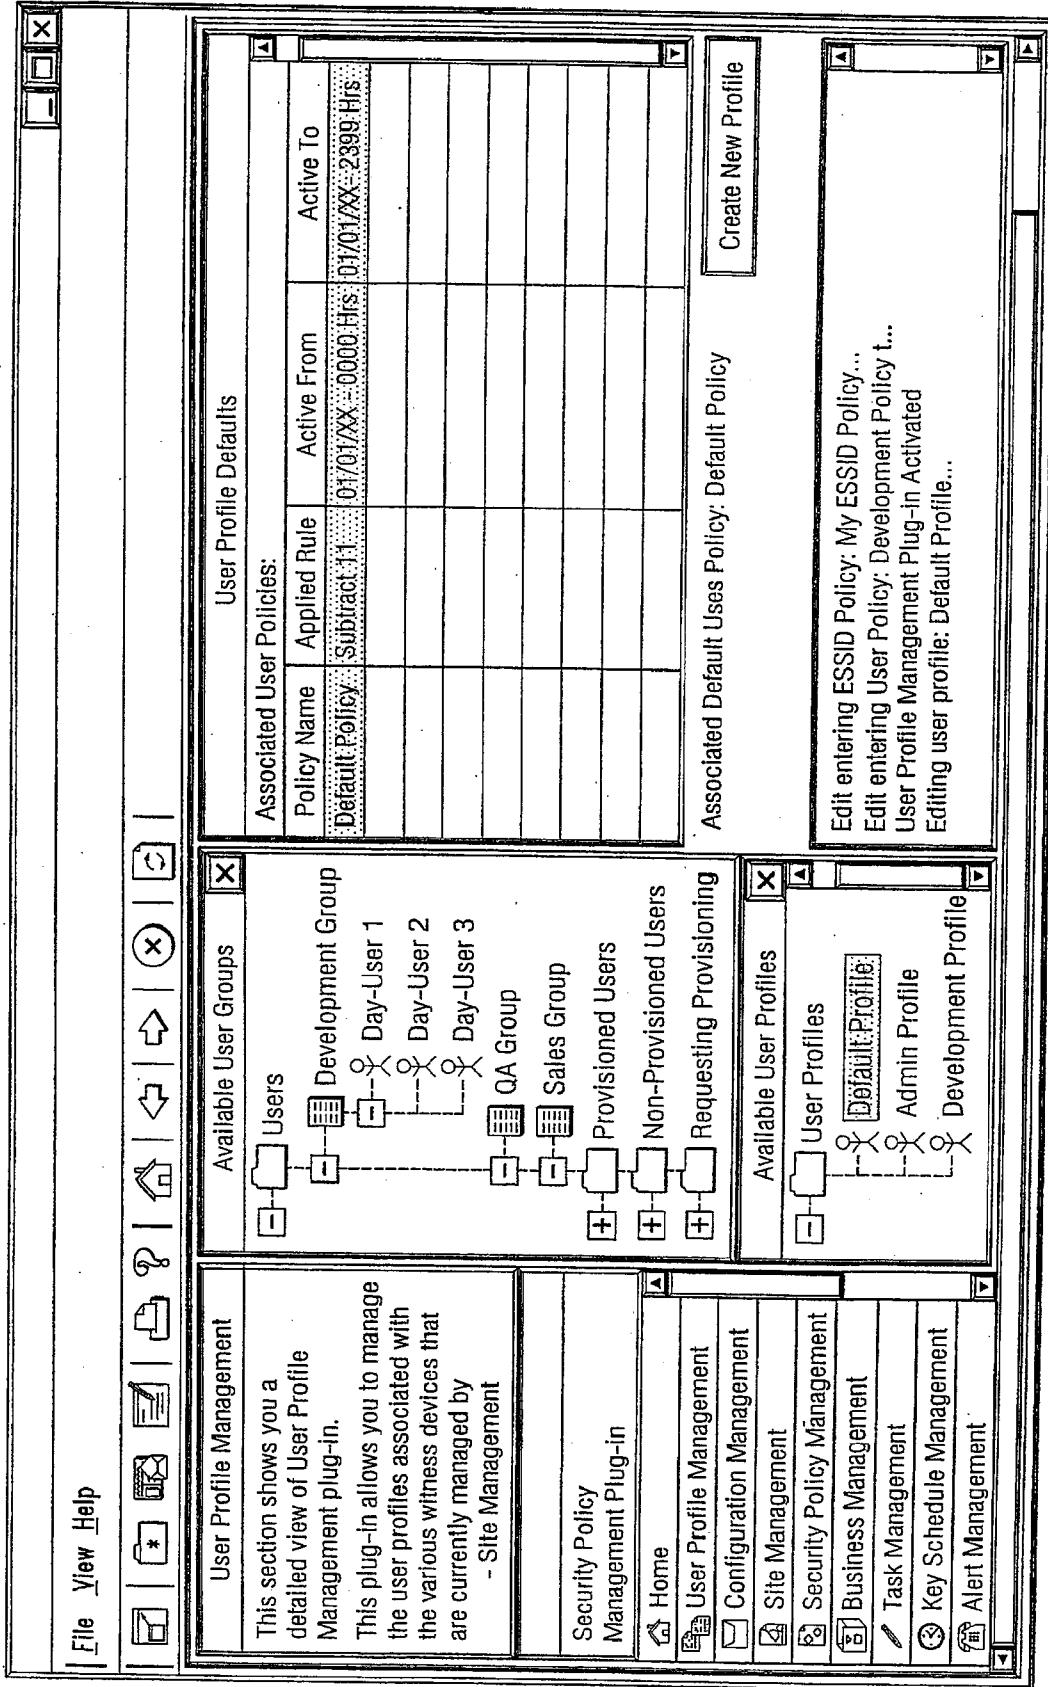 File View Help
User Profile Management
This section shows you a
detailed view of User Profile
Management plug-in.
This plug-in allows you to manage
the user profiles associated with
the various witness devices that
are currently managed by
- Site Management
Security Policy
Management Plug-in
Home
User Profile Management
Configuration Management
Site Management
Security Policy Management
Business Management
Task Management
Key Schedule Management
Alert Management
Available User Groups
Users
Development Group
Day-User 1
Day-User 2
Day-User 3
QA Group
Sales Group
Provisioned Users
Non-Provisioned Users
Requesting Provisioning
Available User Profiles
User Profiles
Default Profile
Admin Profile
Development Profile
User Profile Defaults
Associated User Policies:
Policy Name Applied Rule Active From Active To
Default Policy Subtract 11 01/01/XX - 0000 Hrs 01/01/XX - 2399 Hrs
Associated Default Uses Policy: Default Policy
Create New Profile
Edit entering ESSID Policy: My ESSID Policy...
Edit entering User Policy: Development Policy t...
User Profile Management Plug-in Activated
Editing user profile: Default Profile...